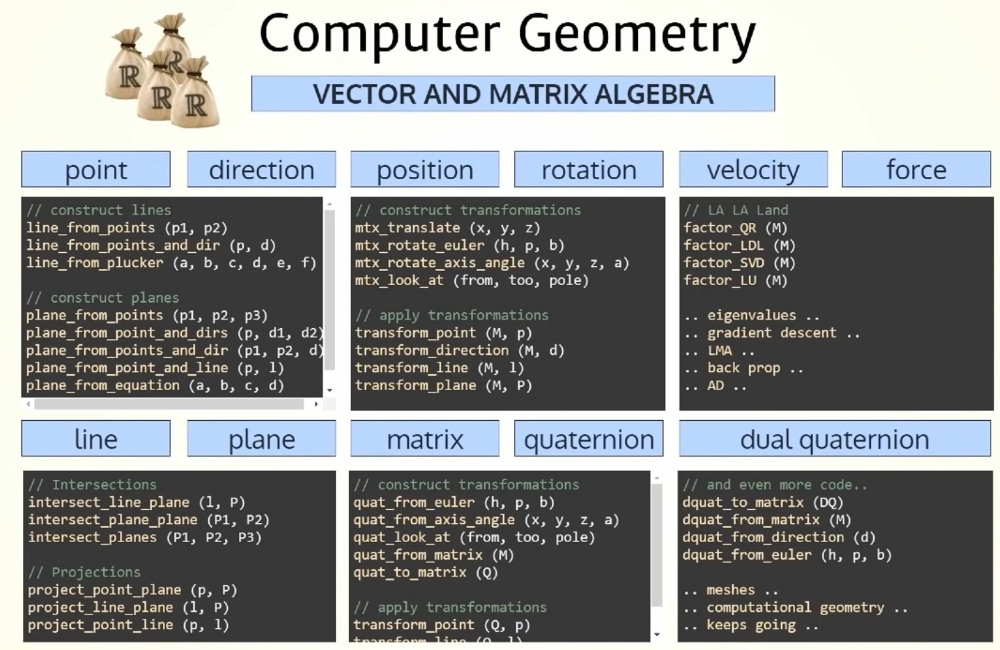 Computer Geometry
ℝ
ℝ
ℝ
ℝ
VECTOR AND MATRIX ALGEBRA
point
direction
position
rotation
velocity
force
// construct lines
line_from_points (p1, p2)
line_from_points_and_dir (p, d)
line_from_plucker (a, b, c, d, e, f)
// construct planes
plane_from_points (p1, p2, p3)
plane_from_point_and_dirs (p, d1, d2)
plane_from_points_and_dir (p1, p2, d)
plane_from_point_and_line (p, l)
plane_from_equation (a, b, c, d)
// construct transformations
mtx_translate (x, y, z)
mtx_rotate_euler (h, p, b)
mtx_rotate_axis_angle (x, y, z, a)
mtx_look_at (from, too, pole)
// apply transformations
transform_point (M, p)
transform_direction (M, d)
transform_line (M, l)
transform_plane (M, P)
// LA LA Land
factor_QR (M)
factor_LDL (M)
factor_SVD (M)
factor_LU (M)
.. eigenvalues ..
.. gradient descent ..
.. LMA ..
.. back prop ..
.. AD ..
line
plane
matrix
quaternion
dual quaternion
// Intersections
intersect_line_plane (l, P)
intersect_plane_plane (P1, P2)
intersect_planes (P1, P2, P3)
// Projections
project_point_plane (p, P)
project_line_plane (l, P)
project_point_line (p, l)
// construct transformations
quat_from_euler (h, p, b)
quat_from_axis_angle (x, y, z, a)
quat_look_at (from, too, pole)
quat_from_matrix (M)
quat_to_matrix (Q)
// apply transformations
transform_point (Q, p)
transform_line (Q, l)
// and even more code..
dquat_to_matrix (DQ)
dquat_from_matrix (M)
dquat_from_direction (d)
dquat_from_euler (h, p, b)
.. meshes ..
.. computational geometry ..
.. keeps going ..